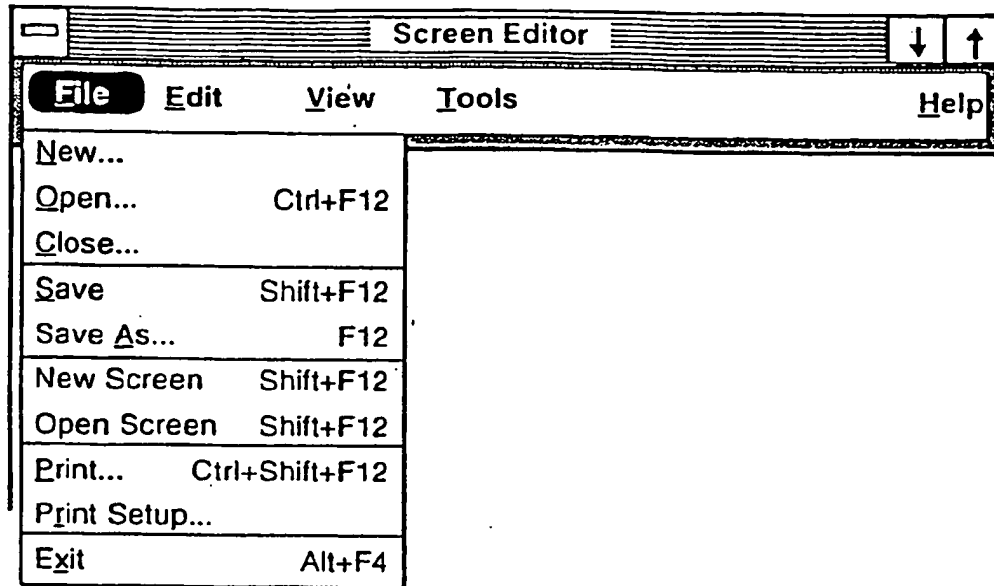 Screen Editor
File Edit View Tools Help
New...
Open... Ctrl+F12
Close...
Save Shift+F12
Save As... F12
New Screen Shift+F12
Open Screen Shift+F12
Print... Ctrl+Shift+F12
Print Setup...
Exit Alt+F4